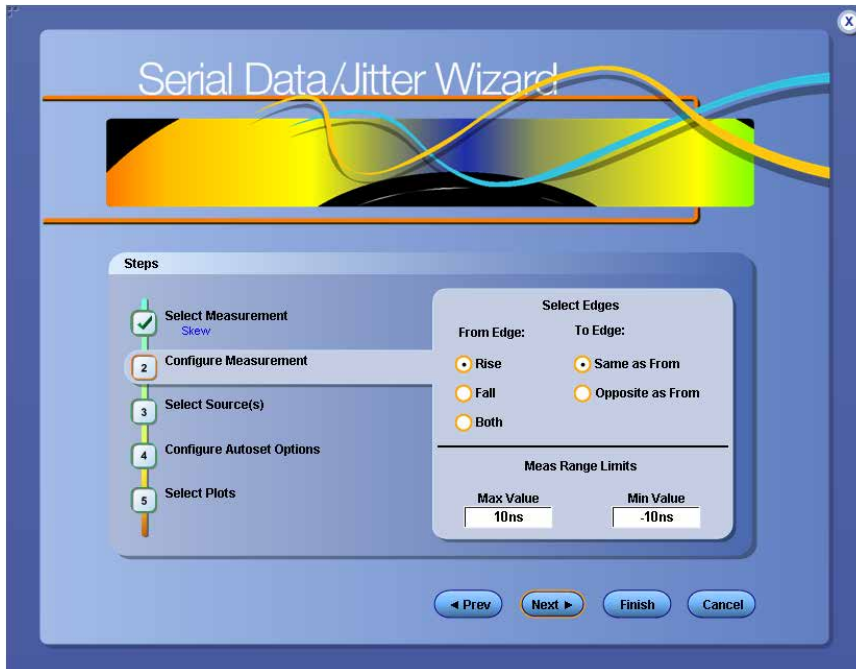 X
Serial Data/Jitter Wizard
Steps
Select Measurement
Skew
2 Configure Measurement
3 Select Source(s)
4 Configure Autoset Options
5 Select Plots
Select Edges
From Edge: To Edge:
Rise Same as From
Fall Opposite as From
Both
Meas Range Limits
Max Value Min Value
10ns -10ns
◄ Prev Next ► Finish Cancel